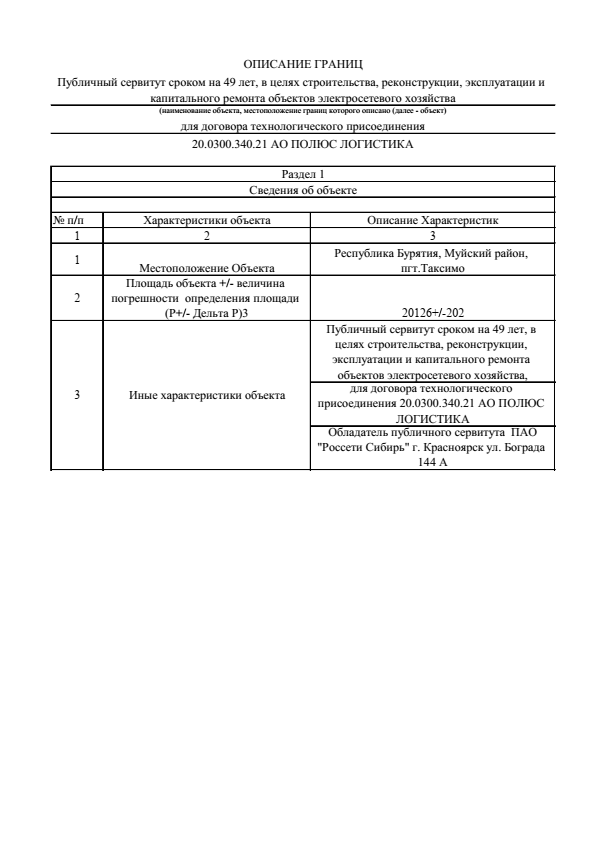 ОПИСАНИЕ ГРАНИЦ
Публичный сервитут сроком на 49 лет, в целях строительства, реконструкции, эксплуатации и
капитального ремонта объектов электросетевого хозяйства
(наименование объекта, местоположение границ которого описано (далее - объект)
для договора технологического присоединения
20.0300.340.21 АО ПОЛЮС ЛОГИСТИКА
Раздел 1
Сведения об объекте
№ п/п Характеристики объекта Описание Характеристик
1 2 3
1 Местоположение Объекта
Республика Бурятия, Муйский район,
пгт.Таксимо
2
Площадь объекта +/- величина
погрешности определения площади
(Р+/- Дельта Р)3
20126+/-202
3 Иные характеристики объекта
Публичный сервитут сроком на 49 лет, в
целях строительства, реконструкции,
эксплуатации и капитального ремонта
объектов электросетевого хозяйства,
для договора технологического
присоединения 20.0300.340.21 АО ПОЛЮС
ЛОГИСТИКА
Обладатель публичного сервитута ПАО
"Россети Сибирь" г. Красноярск ул. Бограда
144 А